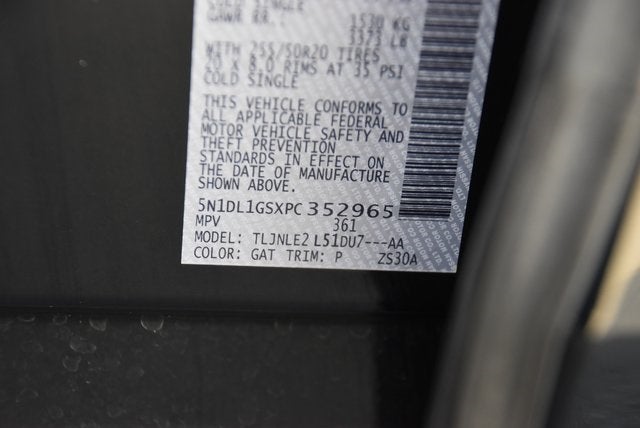 COLD SINGLE
GAWR RR.: 1530 KG
3373 LB
WITH 255/50R20 TIRES
20 X 8.0 RIMS AT 35 PSI
COLD SINGLE
THIS VEHICLE CONFORMS TO
ALL APPLICABLE FEDERAL
MOTOR VEHICLE SAFETY AND
THEFT PREVENTION
STANDARDS IN EFFECT ON
THE DATE OF MANUFACTURE
SHOWN ABOVE.
5N1DL1GSXPC352965
MPV 361
MODEL: TLJNLE2 L51DU7---AA
COLOR: GAT TRIM: P ZS30A